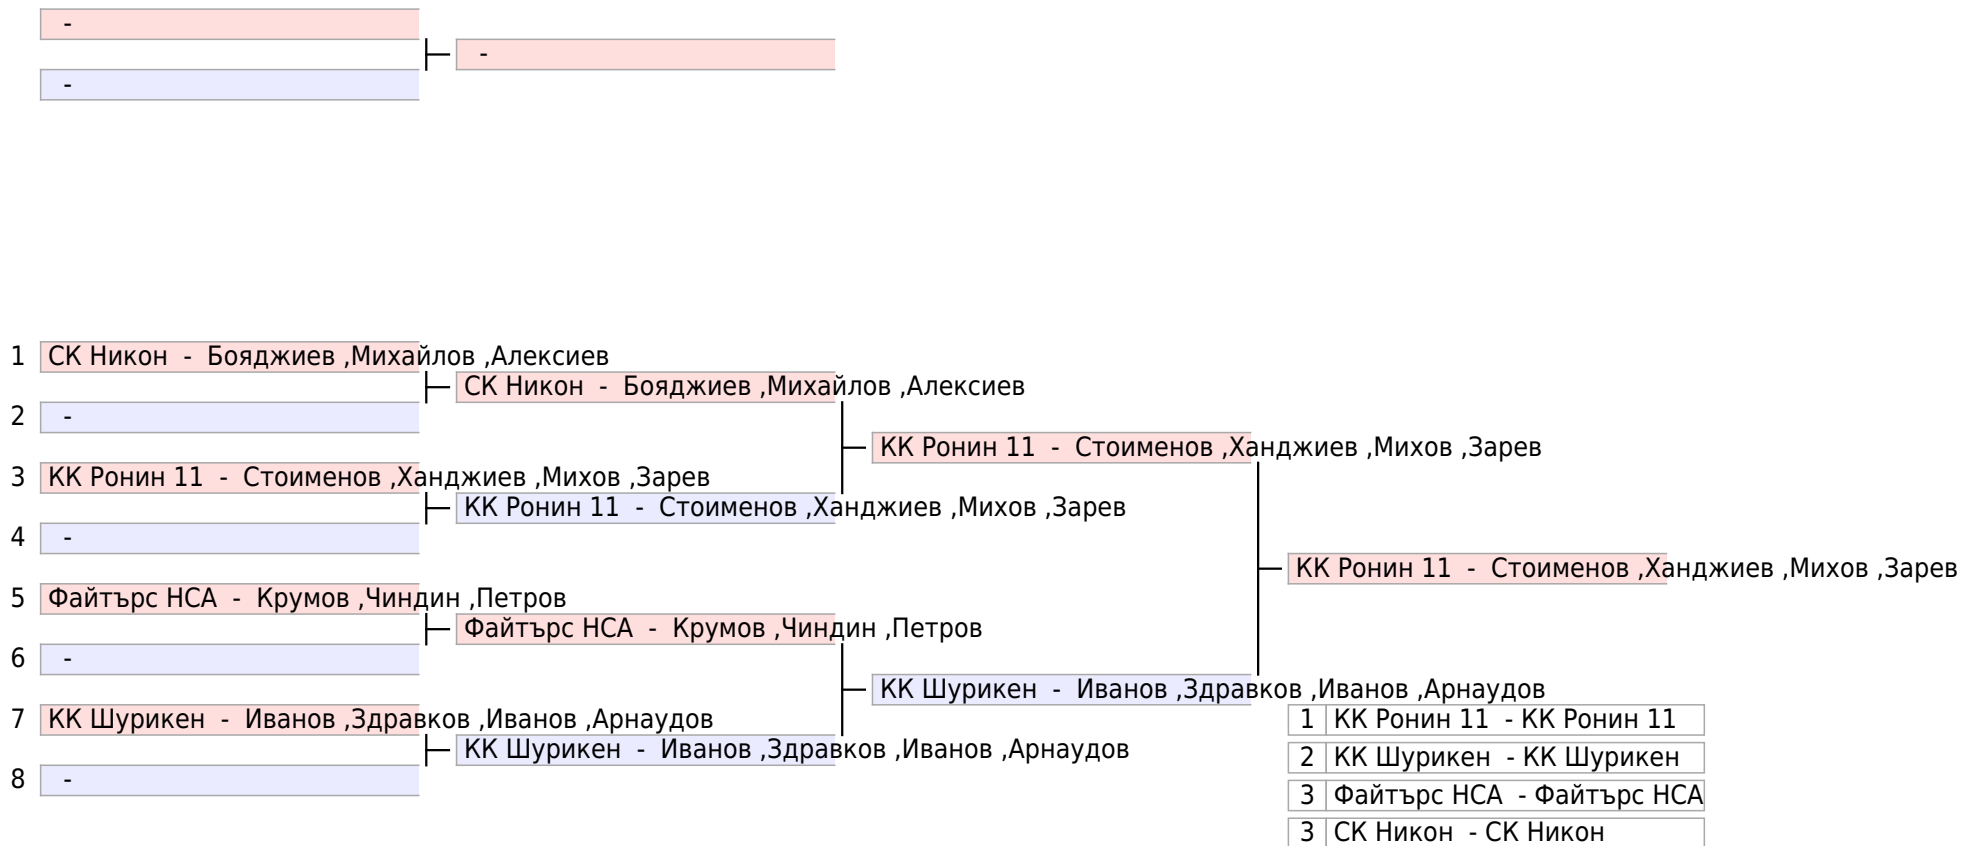 -
-
-
1 СК Никон - Бояджиев ,Михайлов ,Алексиев
СК Никон - Бояджиев ,Михайлов ,Алексиев
2 -
КК Ронин 11 - Стоименов ,Ханджиев ,Михов ,Зарев
3 КК Ронин 11 - Стоименов ,Ханджиев ,Михов ,Зарев
КК Ронин 11 - Стоименов ,Ханджиев ,Михов ,Зарев
4 -
КК Ронин 11 - Стоименов ,Ханджиев ,Михов ,Зарев
5 Файтърс НСА - Крумов ,Чиндин ,Петров
Файтърс НСА - Крумов ,Чиндин ,Петров
6 -
КК Шурикен - Иванов ,Здравков ,Иванов ,Арнаудов
7 КК Шурикен - Иванов ,Здравков ,Иванов ,Арнаудов
КК Шурикен - Иванов ,Здравков ,Иванов ,Арнаудов
8 -
1 КК Ронин 11 - КК Ронин 11
2 КК Шурикен - КК Шурикен
3 Файтърс НСА - Файтърс НСА
3 СК Никон - СК Никон